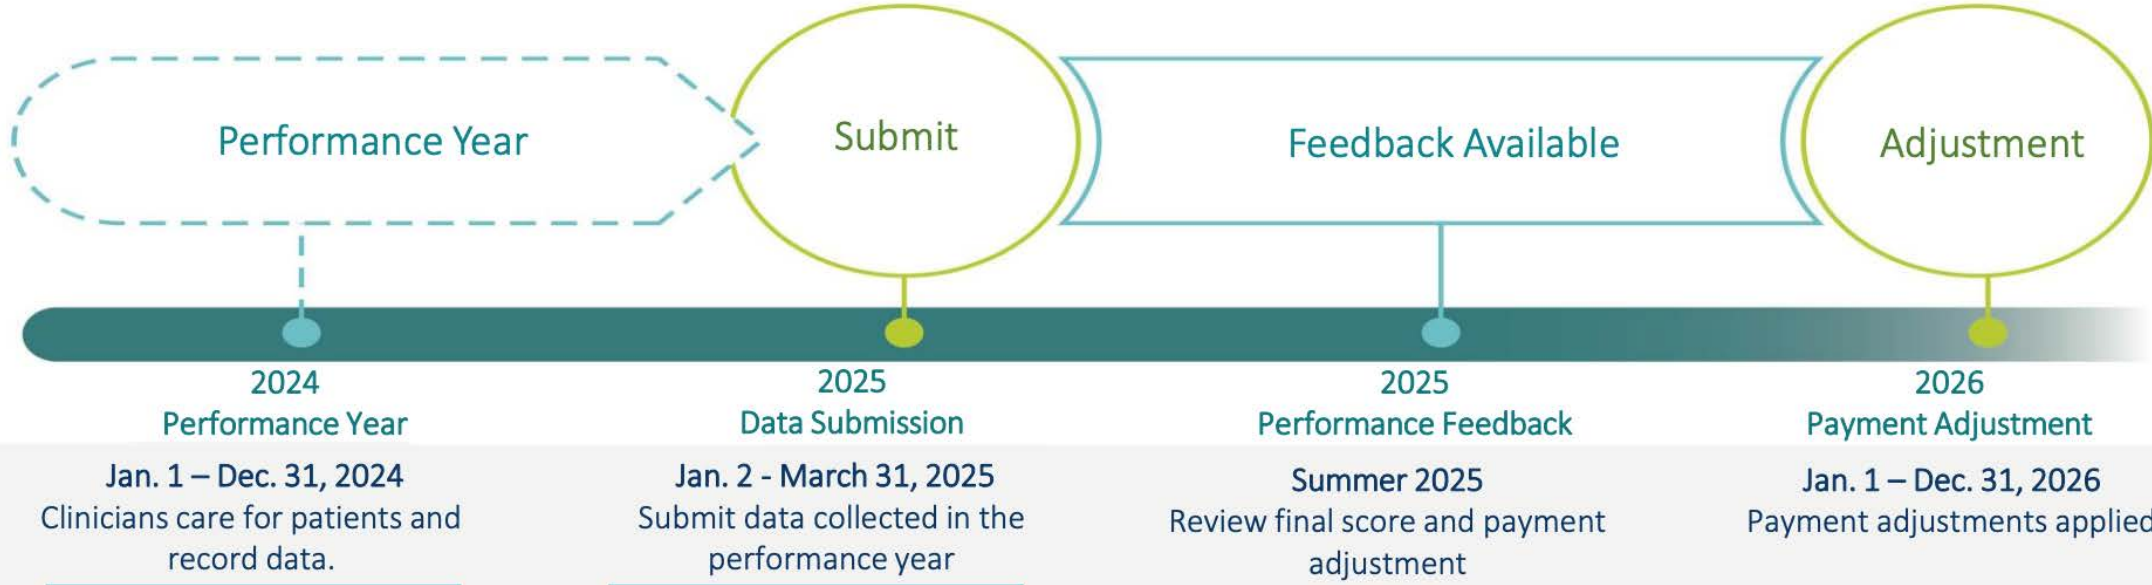 Performance Year
Submit
Feedback Available
Adjustment
2024
Performance Year
Jan. 1 – Dec. 31, 2024
Clinicians care for patients and
record data.
2025
Data Submission
Jan. 2 - March 31, 2025
Submit data collected in the
performance year
2025
Performance Feedback
Summer 2025
Review final score and payment
adjustment
2026
Payment Adjustment
Jan. 1 – Dec. 31, 2026
Payment adjustments applied